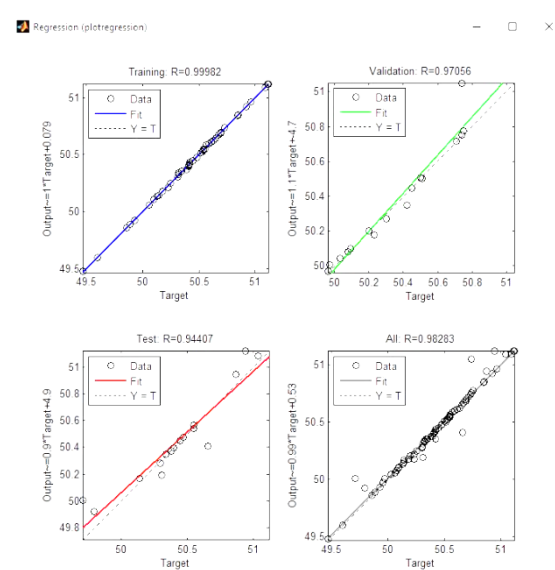 Regression (plotregression)
Training: R=0.99982
Output~=1*Target+0.079
Data
Fit
Y = T
51
50.5
50
49.5
49.5
50
50.5
51
Target
Validation: R=0.97056
Output~=1.1*Target+-4.7
Data
Fit
Y = T
51
50.8
50.6
50.4
50.2
50
50
50.2
50.4
50.6
50.8
51
Target
Test: R=0.94407
Output~=0.9*Target+4.9
Data
Fit
Y = T
51
50.8
50.6
50.4
50.2
50
49.8
50
50.5
51
Target
All: R=0.98283
Output~=0.99*Target+0.53
Data
Fit
Y = T
51
50.5
50
49.5
49.5
50
50.5
51
Target